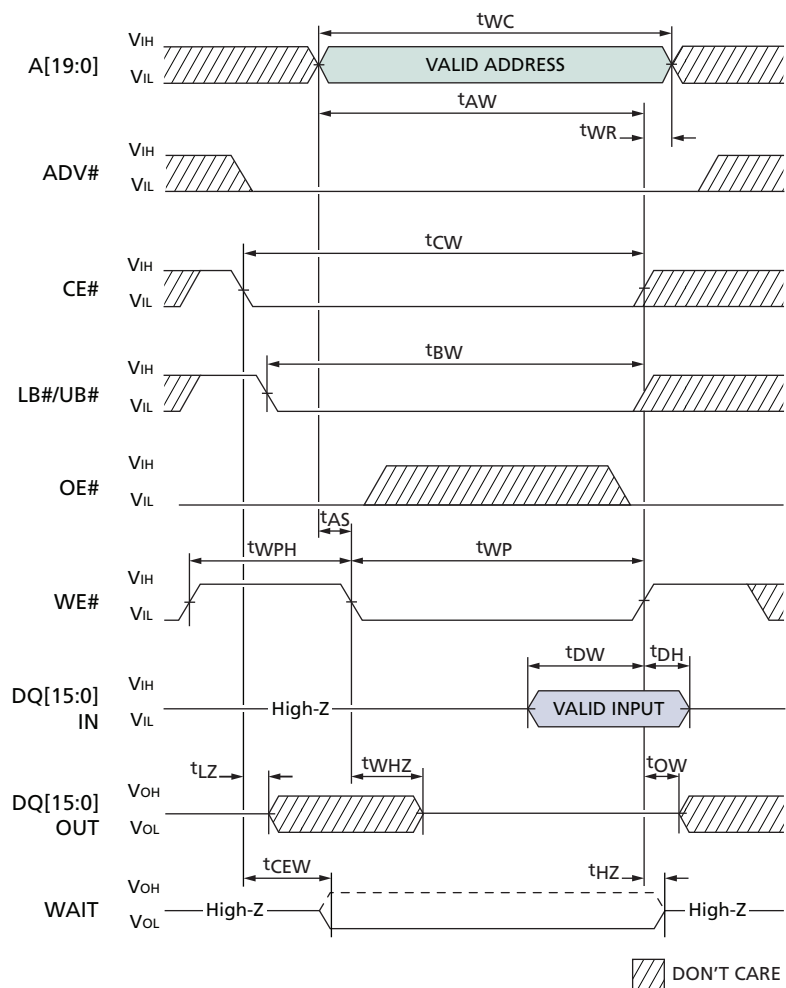 tWC
VIH
A[19:0]
VALID ADDRESS
VIL
tAW
tWR
VIH
ADV#
VIL
tCW
VIH
CE#
VIL
tBW
VIH
LB#/UB#
VIL
VIH
OE#
VIL
tAS
tWPH
tWP
VIH
WE#
VIL
tDW
tDH
VIH
DQ[15:0]
IN
High-Z
VALID INPUT
VIL
tLZ
tWHZ
tOW
VOH
DQ[15:0]
OUT
VOL
tCEW
tHZ
VOH
WAIT
High-Z
High-Z
VOL
DON'T CARE